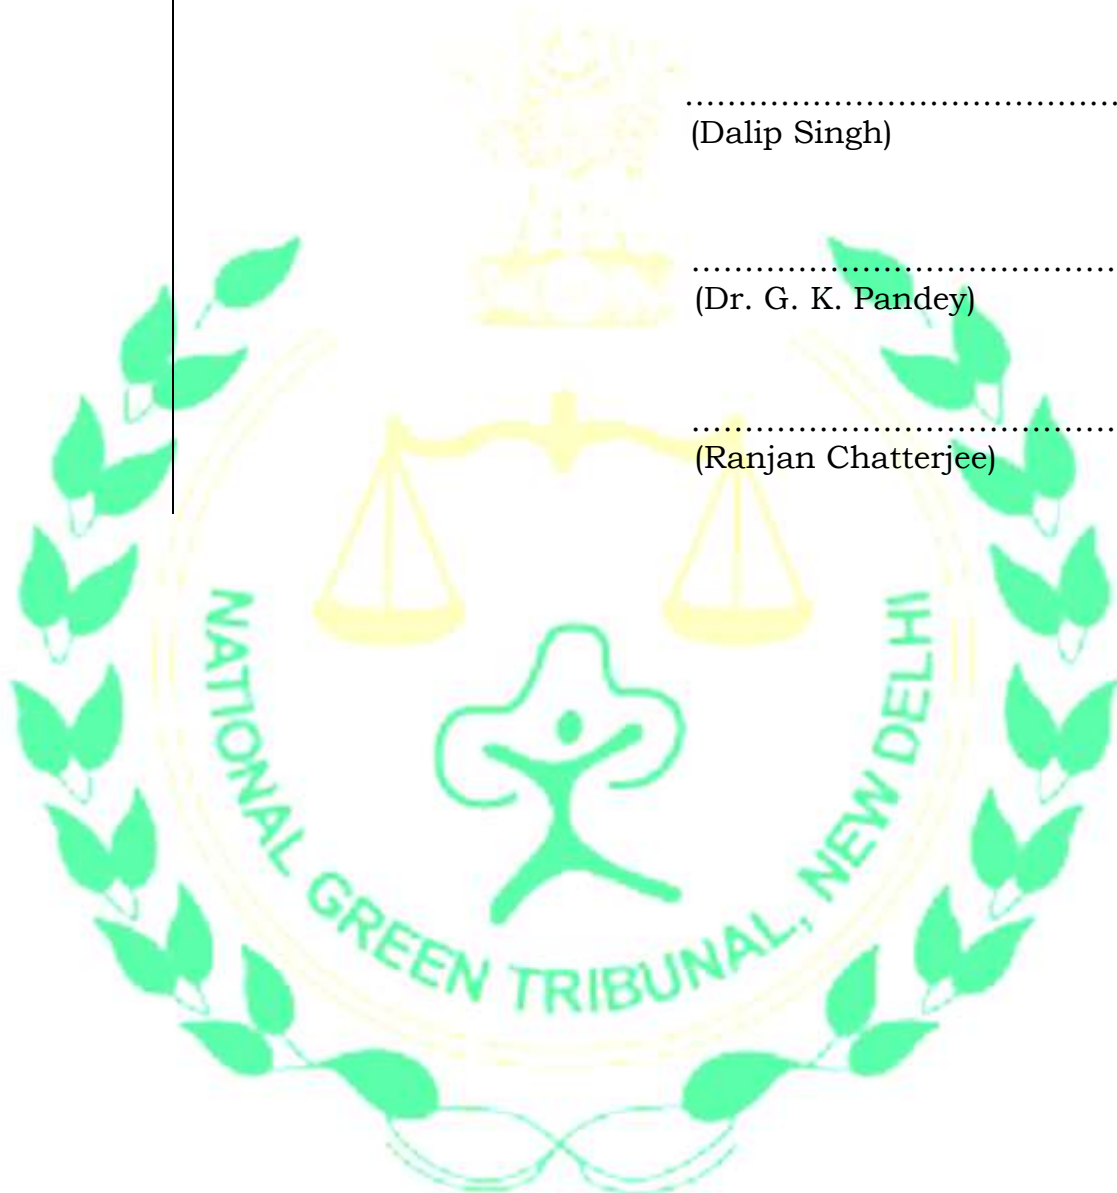 ........................................
(Dalip Singh)
........................................
(Dr. G. K. Pandey)
........................................
(Ranjan Chatterjee)
NATIONAL GREEN TRIBUNAL, NEW DELHI